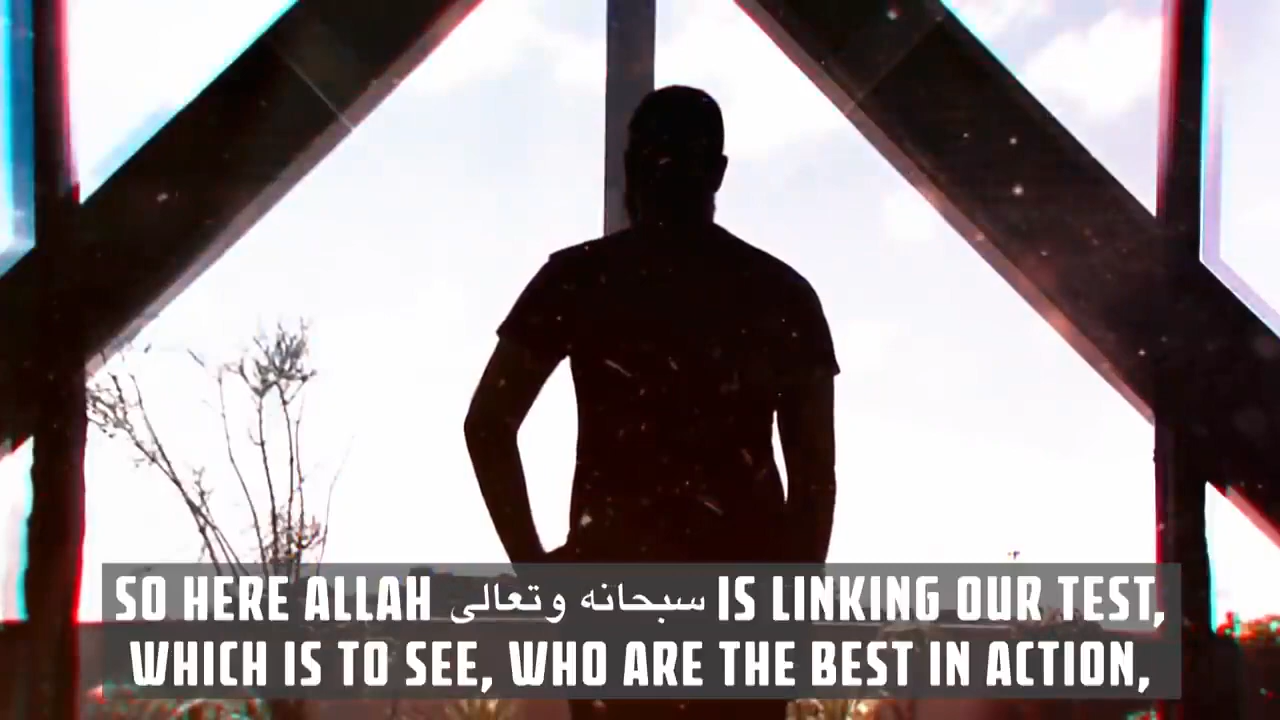 SO HERE ALLAH سبحانه وتعالى IS LINKING OUR TEST,
WHICH IS TO SEE, WHO ARE THE BEST IN ACTION,